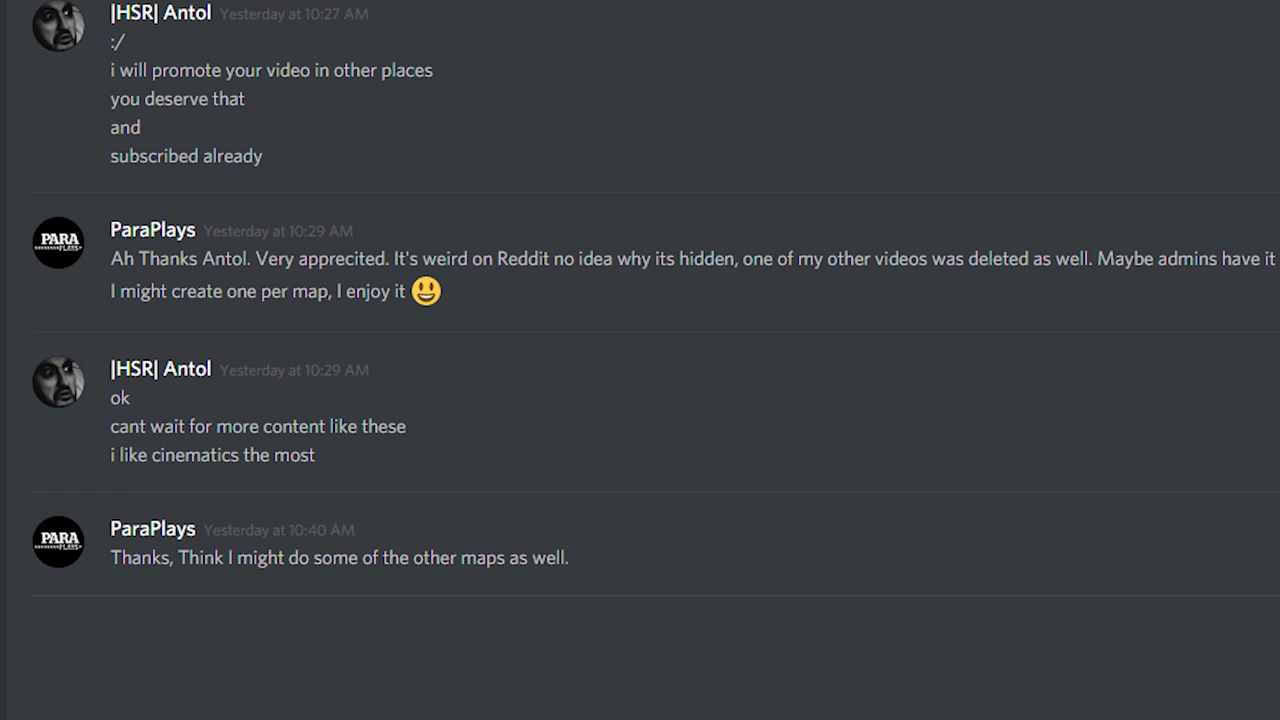 |HSR| Antol Yesterday at 10:27 AM
:/
i will promote your video in other places
you deserve that
and
subscribed already
PARA
PLAYS
ParaPlays Yesterday at 10:29 AM
Ah Thanks Antol. Very apprecited. It's weird on Reddit no idea why its hidden, one of my other videos was deleted as well. Maybe admins have it
I might create one per map, I enjoy it 😃
|HSR| Antol Yesterday at 10:29 AM
ok
cant wait for more content like these
i like cinematics the most
PARA
PLAYS
ParaPlays Yesterday at 10:40 AM
Thanks, Think I might do some of the other maps as well.